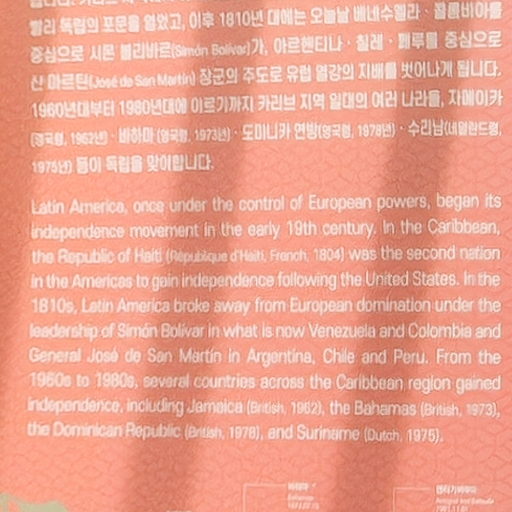 빨리 독립의 포문을 열었고, 이후 1810년 대에는 오늘날 베네수엘라 · 콜롬비아를
중심으로 시몬 볼리바르(Simón Bolívar)가, 아르헨티나 · 칠레 · 페루를 중심으로
산 마르틴(José de San Martín) 장군의 주도로 유럽 열강의 지배를 벗어나게 됩니다.
1960년대부터 1980년대에 이르기까지 카리브 지역 일대의 여러 나라들, 자메이카
(영국령, 1962년) · 바하마 (영국령, 1973년) · 도미니카 연방(영국령, 1978년) · 수리남(네덜란드령,
1975년) 등이 독립을 맞이합니다.
Latin America, once under the control of European powers, began its
independence movement in the early 19th century. In the Caribbean,
the Republic of Haiti (République d'Haïti, French, 1804) was the second nation
in the Americas to gain independence following the United States. In the
1810s, Latin America broke away from European domination under the
leadership of Simón Bolívar in what is now Venezuela and Colombia and
General José de San Martín in Argentina, Chile and Peru. From the
1960s to 1980s, several countries across the Caribbean region gained
independence, including Jamaica (British, 1962), the Bahamas (British, 1973),
the Dominican Republic (British, 1978), and Suriname (Dutch, 1975).
바하마
Bahamas
앤티가바부다
Antigua and Barbuda